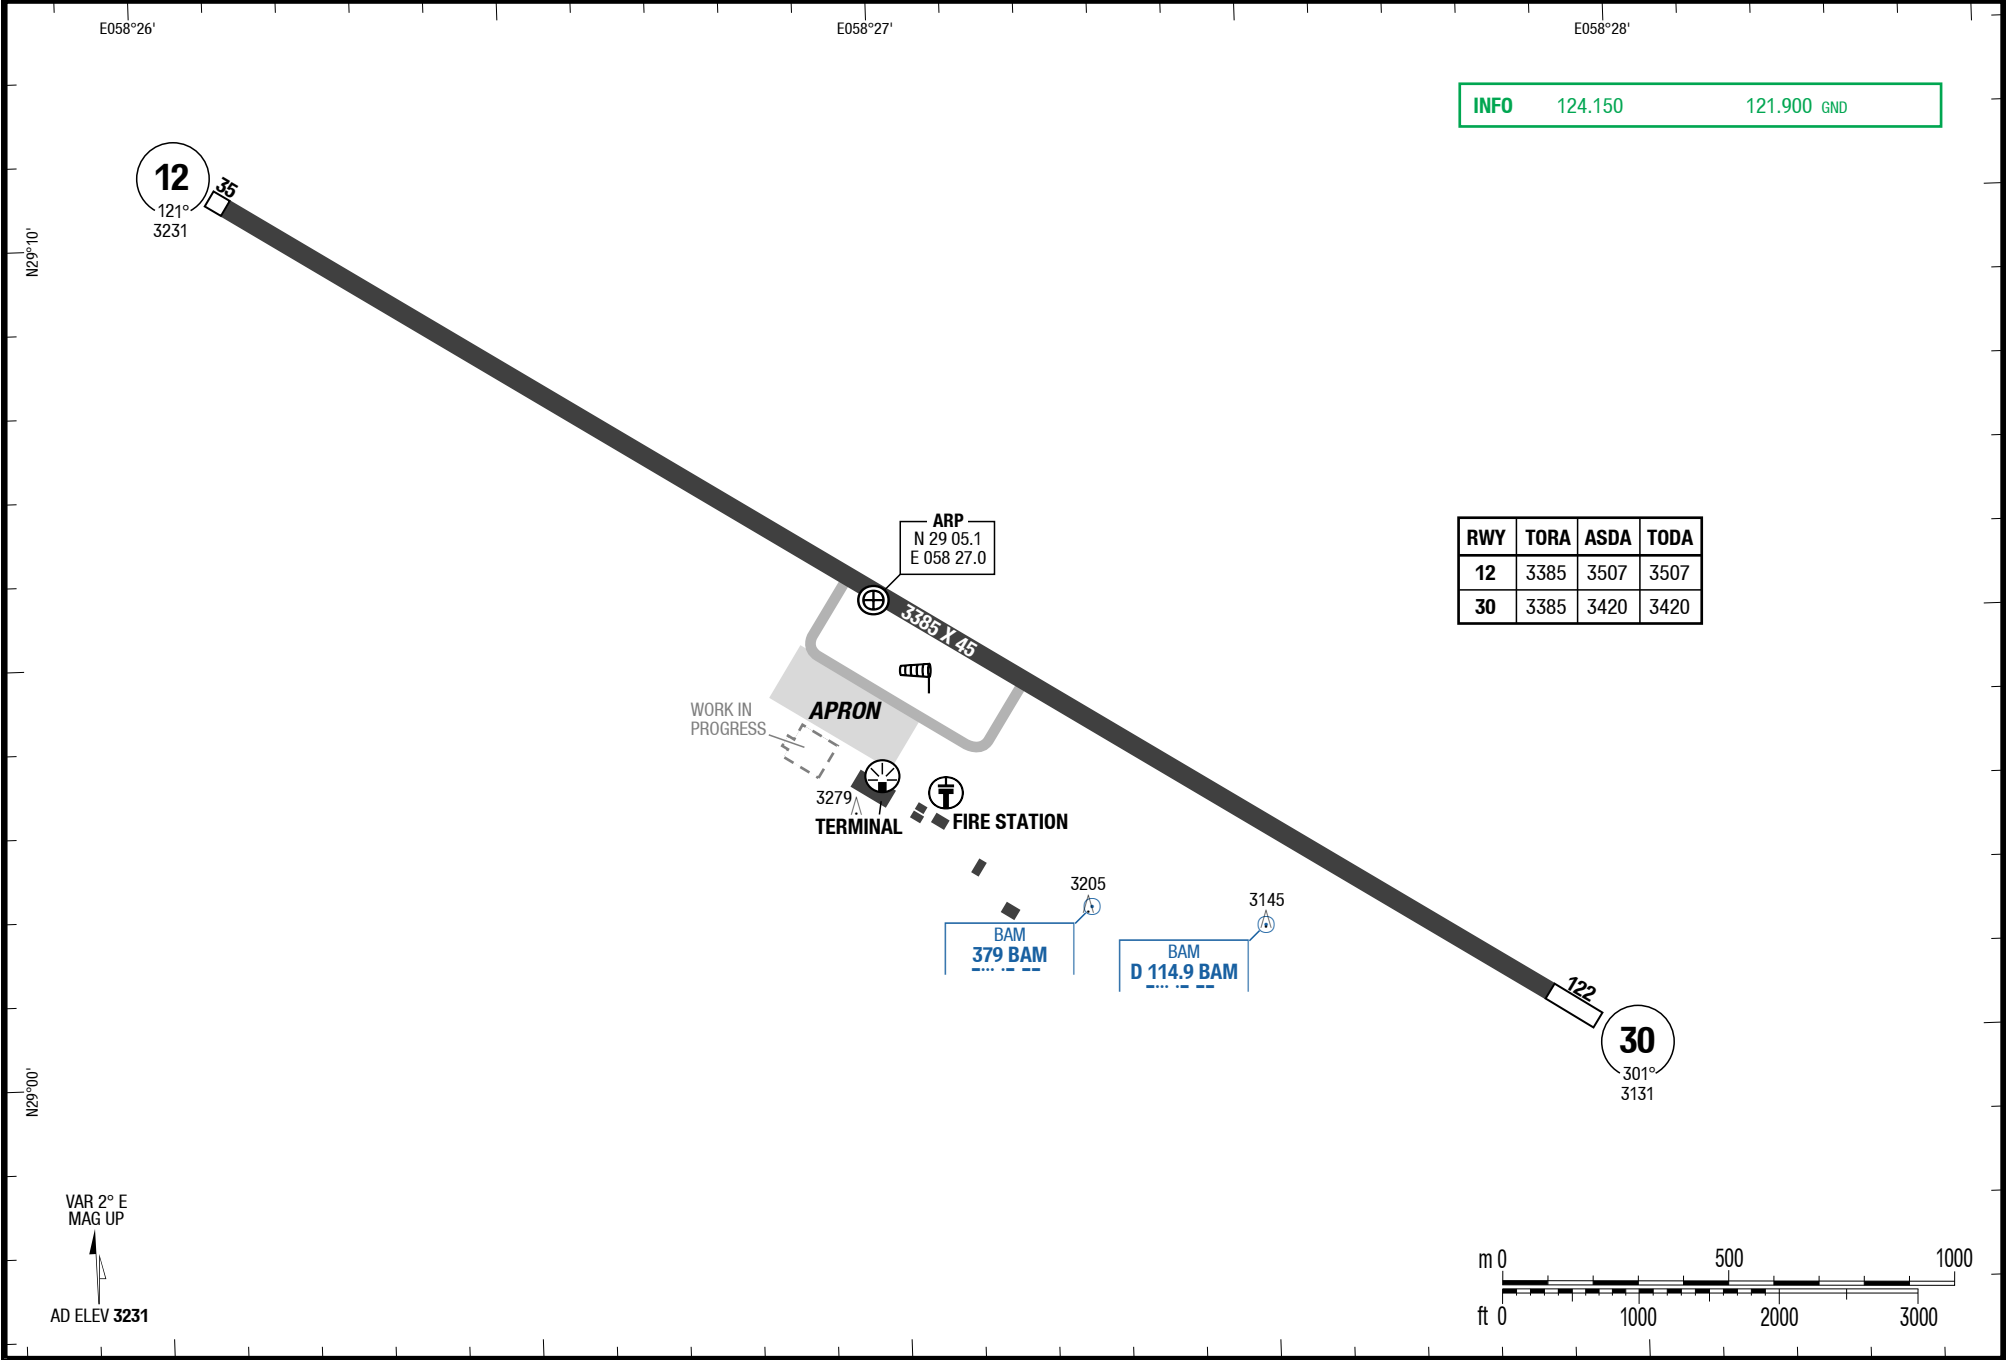 E058°26'
E058°27'
E058°28'
INFO 124.150 121.900 GND
12
121°
3231
35
N29°10'
ARP
N 29 05.1
E 058 27.0
RWY TORA ASDA TODA
12 3385 3507 3507
30 3385 3420 3420
3385 X 45
WORK IN
PROGRESS
APRON
3279
TERMINAL
FIRE STATION
3205
BAM
379 BAM
3145
BAM
D 114.9 BAM
122
30
301°
3131
N29°00'
VAR 2° E
MAG UP
AD ELEV 3231
m 0 500 1000
ft 0 1000 2000 3000